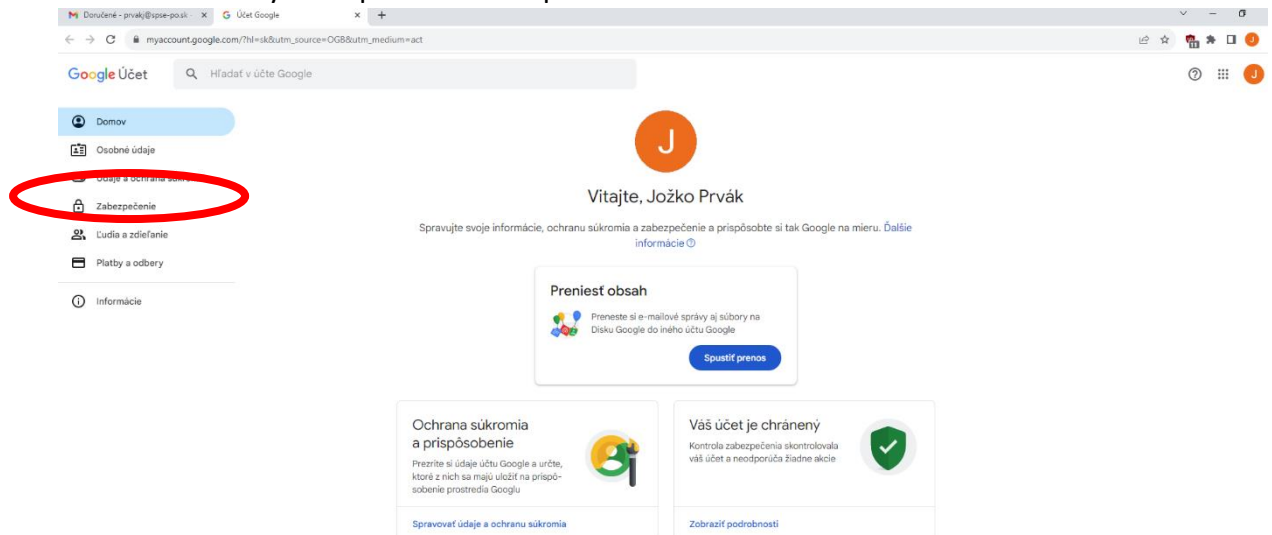 Doručené - prvakj@spse-po.sk -
Účet Google
myaccount.google.com/?hl=sk&utm_source=OGB&utm_medium=act
Google Účet
Hľadať v účte Google
J
J
Domov
Osobné údaje
Údaje a ochrana
Zabezpečenie
Ľudia a zdieľanie
Platby a odbery
Informácie
J
Vitajte, Jožko Prvák
Spravujte svoje informácie, ochranu súkromia a zabezpečenie a prispôsobte si tak Google na mieru. Ďalšie
informácie
Preniesť obsah
Preneste si e-mailové správy aj súbory na
Disku Google do iného účtu Google
Spustiť prenos
Ochrana súkromia
a prispôsobenie
Prezrite si údaje účtu Google a určte,
ktoré z nich sa majú uložiť na prispô-
sobenie prostredia Googlu
Spravovať údaje a ochranu súkromia
Váš účet je chránený
Kontrola zabezpečenia skontrolovala
váš účet a neodporúča žiadne akcie
Zobraziť podrobnosti